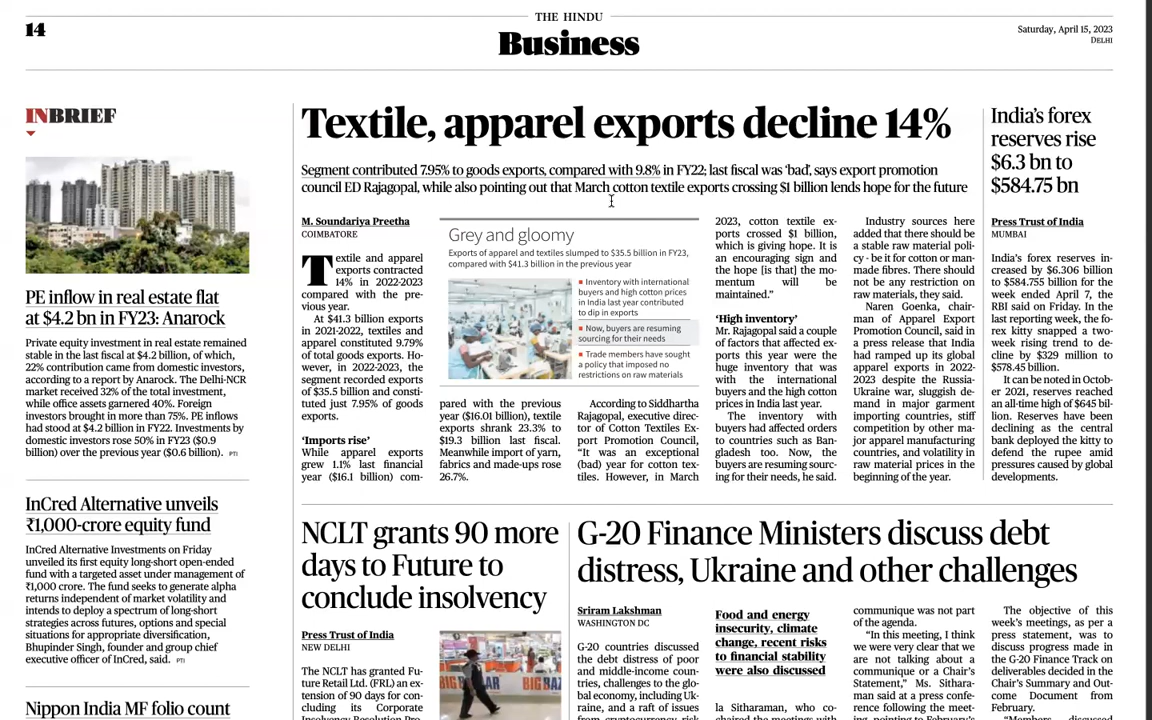 14
THE HINDU
Business
Saturday, April 15, 2023
DELHI
INBRIEF
PE inflow in real estate flat
at $4.2 bn in FY23: Anarock
Private equity investment in real estate remained
stable in the last fiscal at $4.2 billion, of which,
22% contribution came from domestic investors,
according to a report by Anarock. The Delhi-NCR
market received 32% of the total investment,
while office assets garnered 40%. Foreign
investors brought in more than 75%. PE inflows
had stood at $4.2 billion in FY22. Investments by
domestic investors rose 50% in FY23 ($0.9
billion) over the previous year ($0.6 billion). PTI
InCred Alternative unveils
₹1,000-crore equity fund
InCred Alternative Investments on Friday
unveiled its first equity long-short open-ended
fund with a targeted asset under management of
₹1,000 crore. The fund seeks to generate alpha
returns independent of market volatility and
intends to deploy a spectrum of long-short
strategies across futures, options and special
situations for appropriate diversification,
Bhupinder Singh, founder and group chief
executive officer of InCred, said. PTI
Nippon India MF folio count
Textile, apparel exports decline 14%
Segment contributed 7.95% to goods exports, compared with 9.8% in FY22; last fiscal was ‘bad’, says export promotion
council ED Rajagopal, while also pointing out that March cotton textile exports crossing $1 billion lends hope for the future
M. Soundariya Preetha
COIMBATORE
Textile and apparel
exports contracted
14% in 2022-2023
compared with the pre-
vious year.
At $41.3 billion exports
in 2021-2022, textiles and
apparel constituted 9.79%
of total goods exports. Ho-
wever, in 2022-2023, the
segment recorded exports
of $35.5 billion and consti-
tuted just 7.95% of goods
exports.
‘Imports rise’
While apparel exports
grew 1.1% last financial
year ($16.1 billion) com-
Grey and gloomy
Exports of apparel and textiles slumped to $35.5 billion in FY23,
compared with $41.3 billion in the previous year
Inventory with international
buyers and high cotton prices
in India last year contributed
to dip in exports
Now, buyers are resuming
sourcing for their needs
Trade members have sought
a policy that imposed no
restrictions on raw materials
pared with the previous
year ($16.01 billion), textile
exports shrank 23.3% to
$19.3 billion last fiscal.
Meanwhile import of yarn,
fabrics and made-ups rose
26.7%.
According to Siddhartha
Rajagopal, executive direc-
tor of Cotton Textiles Ex-
port Promotion Council,
“It was an exceptional
(bad) year for cotton tex-
tiles. However, in March
2023, cotton textile ex-
ports crossed $1 billion,
which is giving hope. It is
an encouraging sign and
the hope [is that] the mo-
mentum will be
maintained.”
‘High inventory’
Mr. Rajagopal said a couple
of factors that affected ex-
ports this year were the
huge inventory that was
with the international
buyers and the high cotton
prices in India last year.
The inventory with
buyers had affected orders
to countries such as Ban-
gladesh too. Now, the
buyers are resuming sourc-
ing for their needs, he said.
Industry sources here
added that there should be
a stable raw material poli-
cy - be it for cotton or man-
made fibres. There should
not be any restriction on
raw materials, they said.
Naren Goenka, chair-
man of Apparel Export
Promotion Council, said in
a press release that India
had ramped up its global
apparel exports in 2022-
2023 despite the Russia-
Ukraine war, sluggish de-
mand in major garment
importing countries, stiff
competition by other ma-
jor apparel manufacturing
countries, and volatility in
raw material prices in the
beginning of the year.
India’s forex
reserves rise
$6.3 bn to
$584.75 bn
Press Trust of India
MUMBAI
India’s forex reserves in-
creased by $6.306 billion
to $584.755 billion for the
week ended April 7, the
RBI said on Friday. In the
last reporting week, the fo-
rex kitty snapped a two-
week rising trend to de-
cline by $329 million to
$578.45 billion.
It can be noted in Octob-
er 2021, reserves reached
an all-time high of $645 bil-
lion. Reserves have been
declining as the central
bank deployed the kitty to
defend the rupee amid
pressures caused by global
developments.
NCLT grants 90 more
days to Future to
conclude insolvency
Press Trust of India
NEW DELHI
The NCLT has granted Fu-
ture Retail Ltd. (FRL) an ex-
tension of 90 days for con-
cluding its Corporate
Insolvency Resolution Pro-
BIG BAZ
G-20 Finance Ministers discuss debt
distress, Ukraine and other challenges
Sriram Lakshman
WASHINGTON DC
G-20 countries discussed
the debt distress of poor
and middle-income coun-
tries, challenges to the glo-
bal economy, including Uk-
raine, and a raft of issues
from cryptocurrency risk
Food and energy
insecurity, climate
change, recent risks
to financial stability
were also discussed
la Sitharaman, who co-
chaired the meetings with
communique was not part
of the agenda.
“In this meeting, I think
we were very clear that we
are not talking about a
communique or a Chair’s
Statement,” Ms. Sithara-
man said at a press confe-
rence following the meet-
ing, pointing to February’s
The objective of this
week’s meetings, as per a
press statement, was to
discuss progress made in
the G-20 Finance Track on
deliverables decided in the
Chair’s Summary and Out-
come Document from
February.
“Members discussed